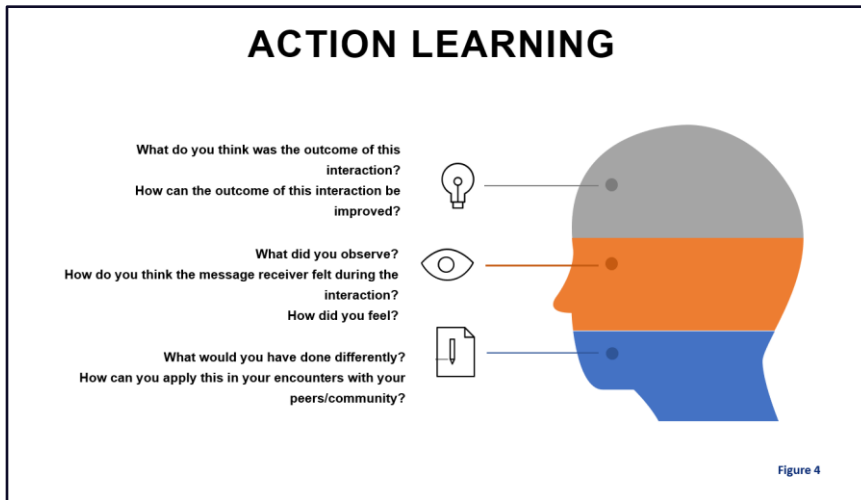 ACTION LEARNING
What do you think was the outcome of this
interaction?
How can the outcome of this interaction be
improved?
What did you observe?
How do you think the message receiver felt during the
interaction?
How did you feel?
What would you have done differently?
How can you apply this in your encounters with your
peers/community?
Figure 4